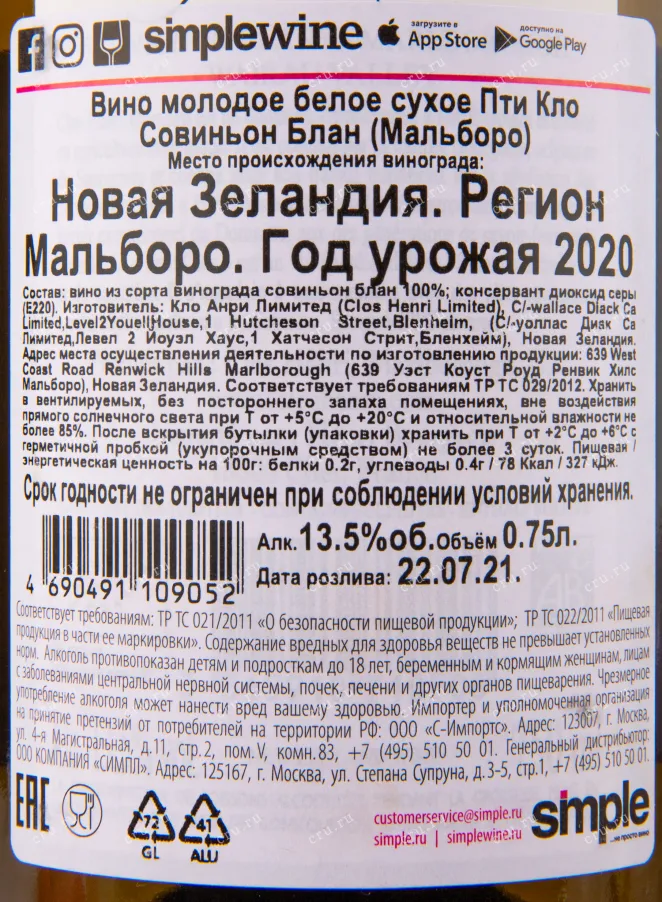 simplewine загрузите в App Store доступно на Google Play
Вино молодое белое сухое Пти Кло
Совиньон Блан (Мальборо)
Место происхождения винограда:
Новая Зеландия. Регион
Мальборо. Год урожая 2020
Состав: вино из сорта винограда совиньон блан 100%; консервант диоксид серы
(E220). Изготовитель: Кло Анри Лимитед (Clos Henri Limited), C/-wallace Diack Ca
Limited,Level2YouellHouse,1 Hutcheson Street,Blenheim, (С/-уоллас Диак Са
Лимитед,Левел 2 Йоуэл Хаус,1 Хатчесон Стрит,Бленхейм), Новая Зеландия.
Адрес места осуществления деятельности по изготовлению продукции: 639 West
Coast Road Renwick Hills Marlborough (639 Уэст Коуст Роуд Ренвик Хилс
Мальборо), Новая Зеландия. Соответствует требованиям ТР ТС 029/2012. Хранить
в вентилируемых, без постороннего запаха помещениях, вне воздействия
прямого солнечного света при Т от +5°С до +20°С и относительной влажности не
более 85%. После вскрытия бутылки (упаковки) хранить при Т от +2°С до +6°С с
герметичной пробкой (укупорочным средством) не более 3 суток. Пищевая /
энергетическая ценность на 100г: белки 0.2г, углеводы 0.4г / 78 Ккал / 327 кДж.
Срок годности не ограничен при соблюдении условий хранения.
Алк. 13.5%об. Объём 0.75л.
Дата розлива: 22.07.21.
4 690491 109052
Соответствует требованиям: ТР ТС 021/2011 «О безопасности пищевой продукции»; ТР ТС 022/2011 «Пищевая
продукция в части ее маркировки». Содержание вредных для здоровья веществ не превышает установленных
норм. Алкоголь противопоказан детям и подросткам до 18 лет, беременным и кормящим женщинам, лицам
с заболеваниями центральной нервной системы, почек, печени и других органов пищеварения. Чрезмерное
употребление алкоголя может нанести вред вашему здоровью. Импортер и уполномоченная организация
на принятие претензий от потребителей на территории РФ: ООО «С-Импортс». Адрес: 123007, г. Москва,
ул. 4-я Магистральная, д.11, стр.2, пом.V, комн.83, +7 (495) 510 50 01. Генеральный дистрибьютор:
ООО КОМПАНИЯ «СИМПЛ». Адрес: 125167, г. Москва, ул. Степана Супруна, д.3-5, стр.1, +7 (495) 510 50 01.
EAC
72 GL
41 ALU
customerservice@simple.ru
simple.ru | simplewine.ru
simple
...не просто вино